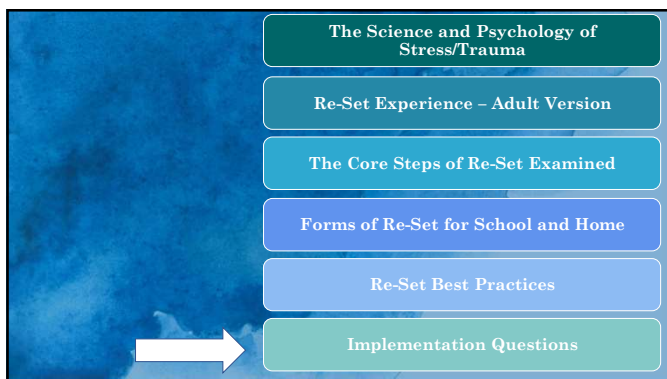 The Science and Psychology of
Stress/Trauma
Re-Set Experience – Adult Version
The Core Steps of Re-Set Examined
Forms of Re-Set for School and Home
Re-Set Best Practices
Implementation Questions